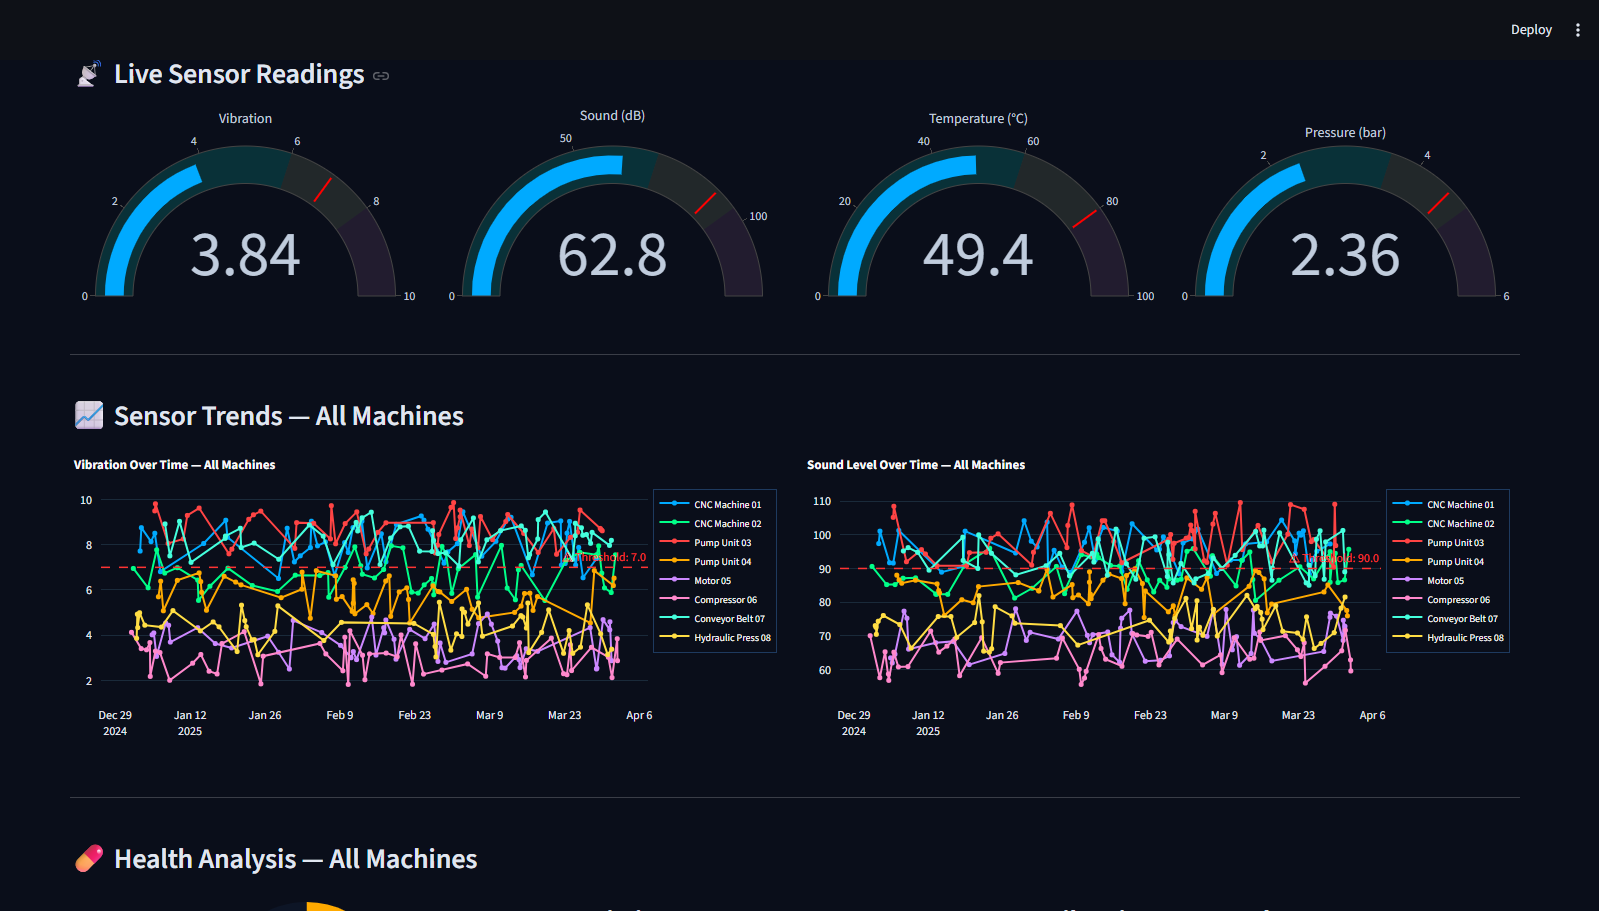 Deploy
Live Sensor Readings
Vibration
0
2
4
6
8
10
3.84
Sound (dB)
0
50
100
62.8
Temperature (°C)
0
20
40
60
80
100
49.4
Pressure (bar)
0
2
4
6
2.36
Sensor Trends — All Machines
Vibration Over Time — All Machines
10
8
6
4
2
Threshold: 7.0
Dec 29
2024
Jan 12
2025
Jan 26
Feb 9
Feb 23
Mar 9
Mar 23
Apr 6
CNC Machine 01
CNC Machine 02
Pump Unit 03
Pump Unit 04
Motor 05
Compressor 06
Conveyor Belt 07
Hydraulic Press 08
Sound Level Over Time — All Machines
110
100
90
80
70
60
Threshold: 90.0
Dec 29
2024
Jan 12
2025
Jan 26
Feb 9
Feb 23
Mar 9
Mar 23
Apr 6
CNC Machine 01
CNC Machine 02
Pump Unit 03
Pump Unit 04
Motor 05
Compressor 06
Conveyor Belt 07
Hydraulic Press 08
Health Analysis — All Machines